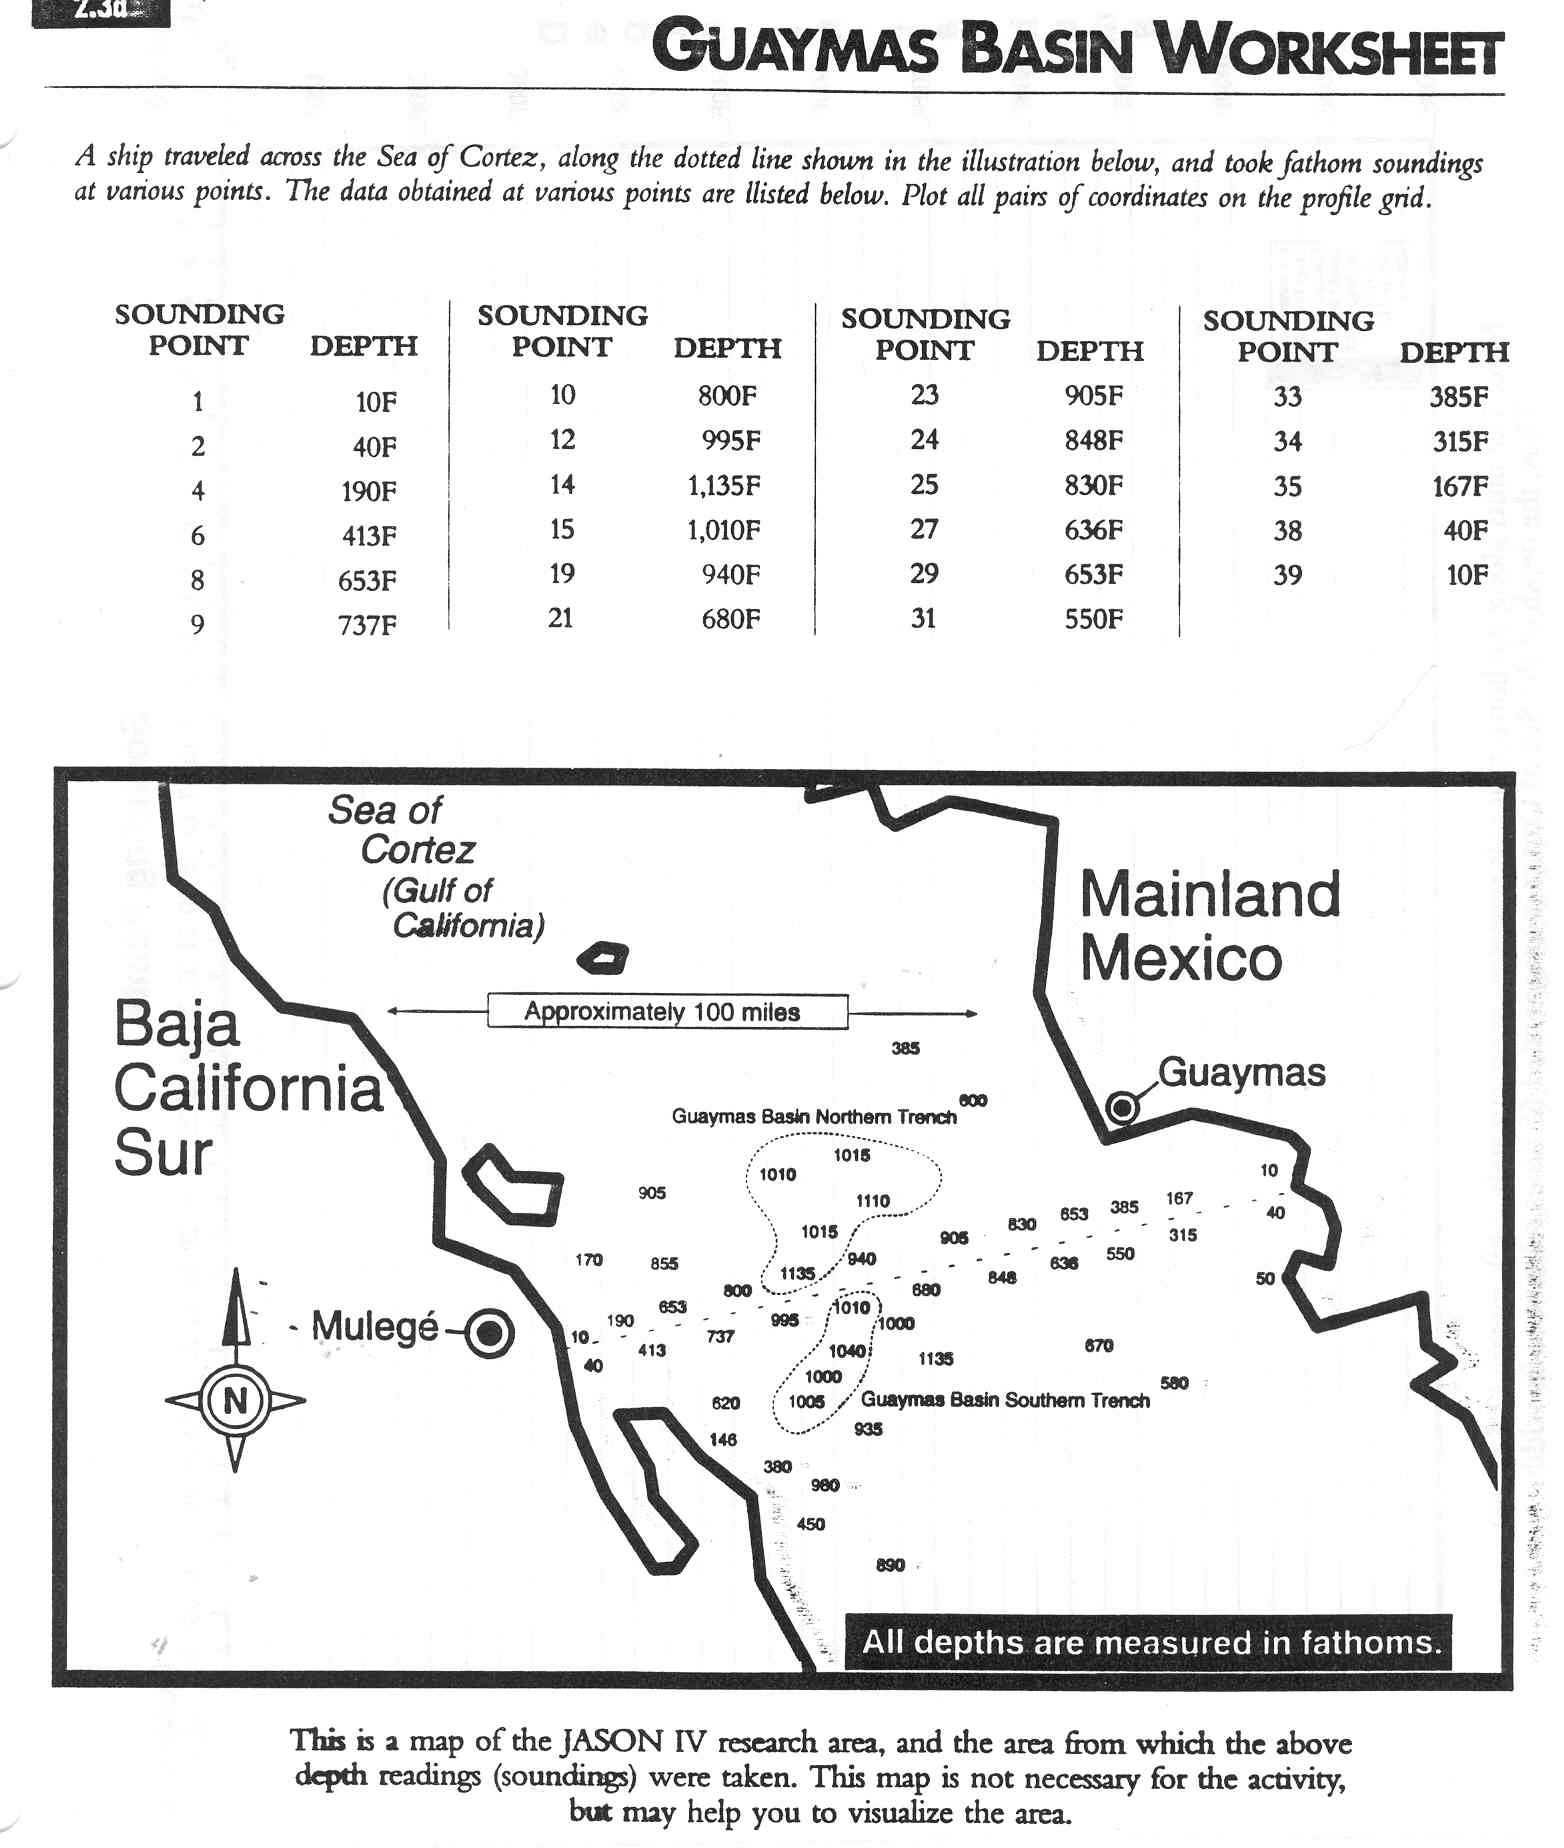 2.3d
GUAYMAS BASIN WORKSHEET
A ship traveled across the Sea of Cortez, along the dotted line shown in the illustration below, and took fathom soundings
at various points. The data obtained at various points are llisted below. Plot all pairs of coordinates on the profile grid.
SOUNDING POINT DEPTH
1 10F
2 40F
4 190F
6 413F
8 653F
9 737F
SOUNDING POINT DEPTH
10 800F
12 995F
14 1,135F
15 1,010F
19 940F
21 680F
SOUNDING POINT DEPTH
23 905F
24 848F
25 830F
27 636F
29 653F
31 550F
SOUNDING POINT DEPTH
33 385F
34 315F
35 167F
38 40F
39 10F
Sea of
Cortez
(Gulf of
California)
Mainland
Mexico
Baja
California
Sur
Approximately 100 miles
385
Guaymas
600
Guaymas Basin Northern Trench
1015
1010
10
905
1110
167
385
653
40
830
1015
905
315
940
550
170
855
636
1135
848
50
800
680
653
1010
190
995
1000
Mulegé
10
737
413
1040
670
40
1135
1000
580
620
1005
Guaymas Basin Southern Trench
935
146
380
980
450
890
N
All depths are measured in fathoms.
This is a map of the JASON IV research area, and the area from which the above
depth readings (soundings) were taken. This map is not necessary for the activity,
but may help you to visualize the area.